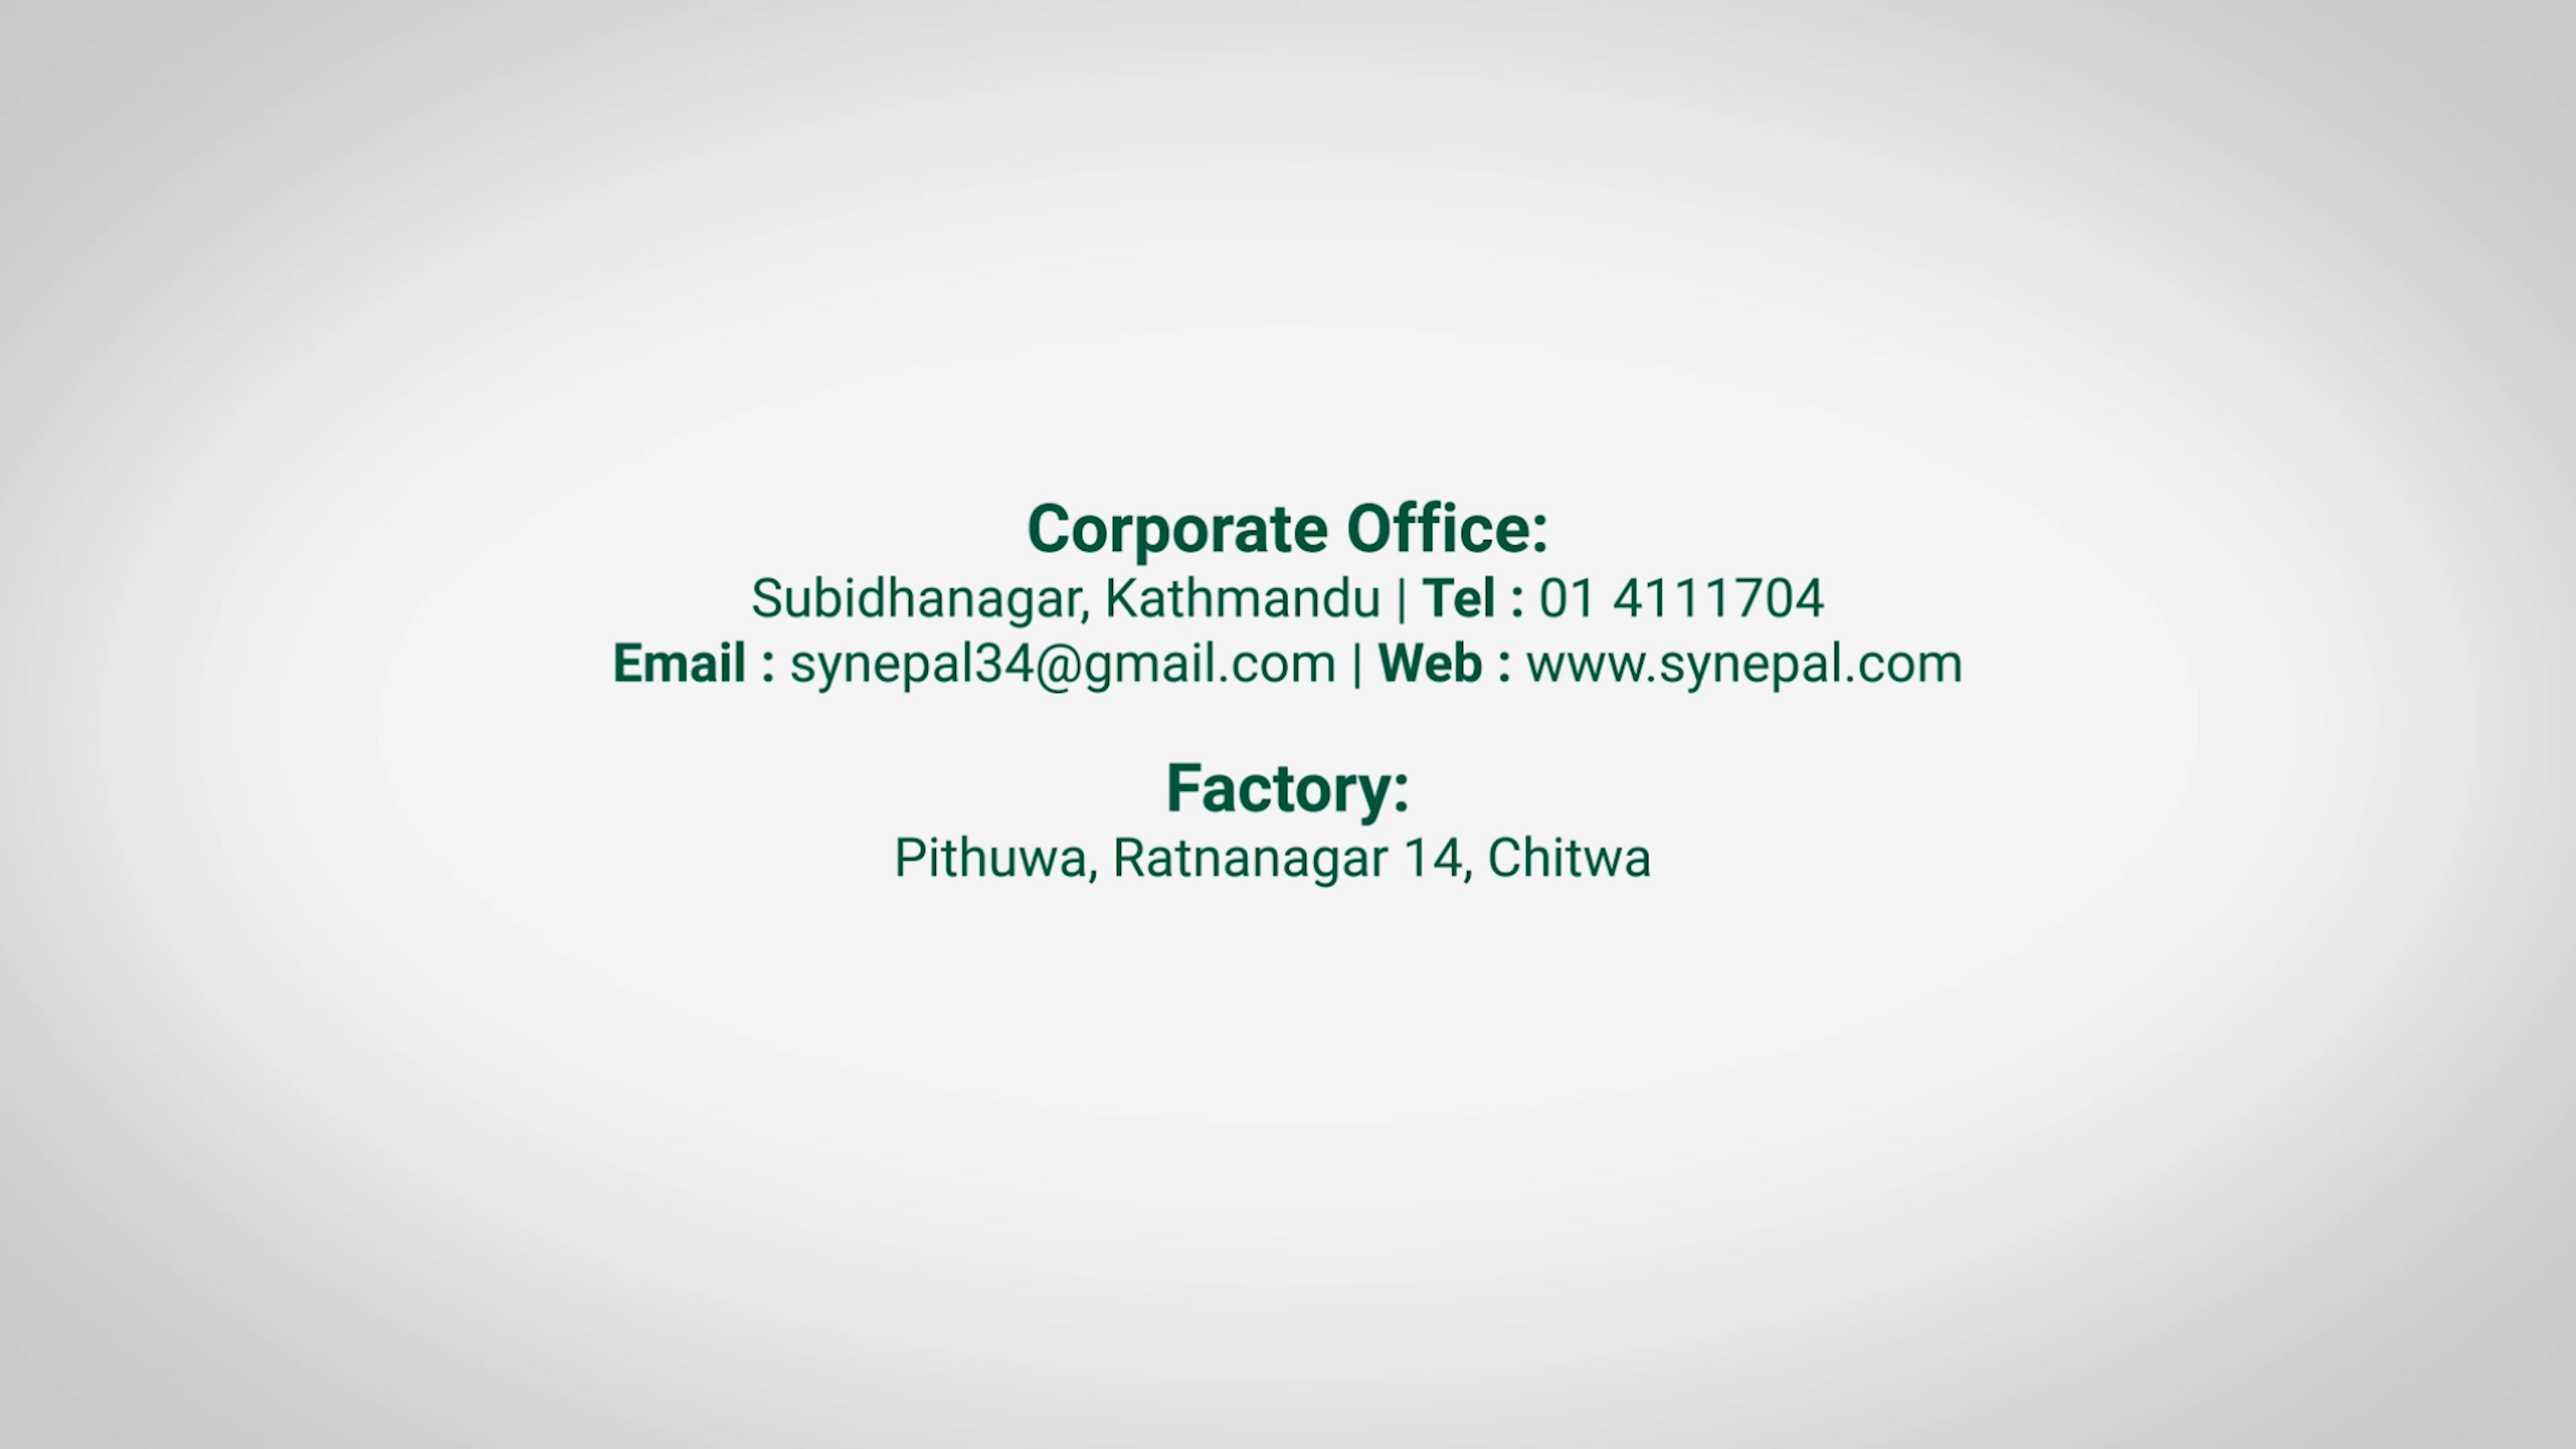 Corporate Office:
Subidhanagar, Kathmandu | Tel : 01 4111704
Email : synepal34@gmail.com | Web : www.synepal.com
Factory:
Pithuwa, Ratnanagar 14, Chitwa